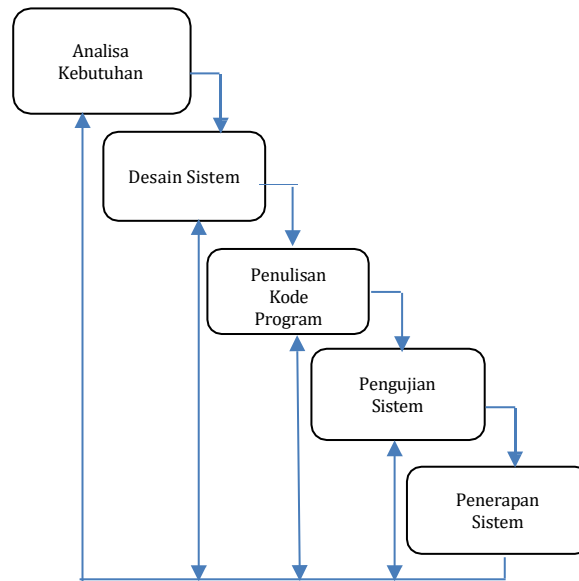 Analisa
Kebutuhan
Desain Sistem
Penulisan
Kode
Program
Pengujian
Sistem
Penerapan
Sistem